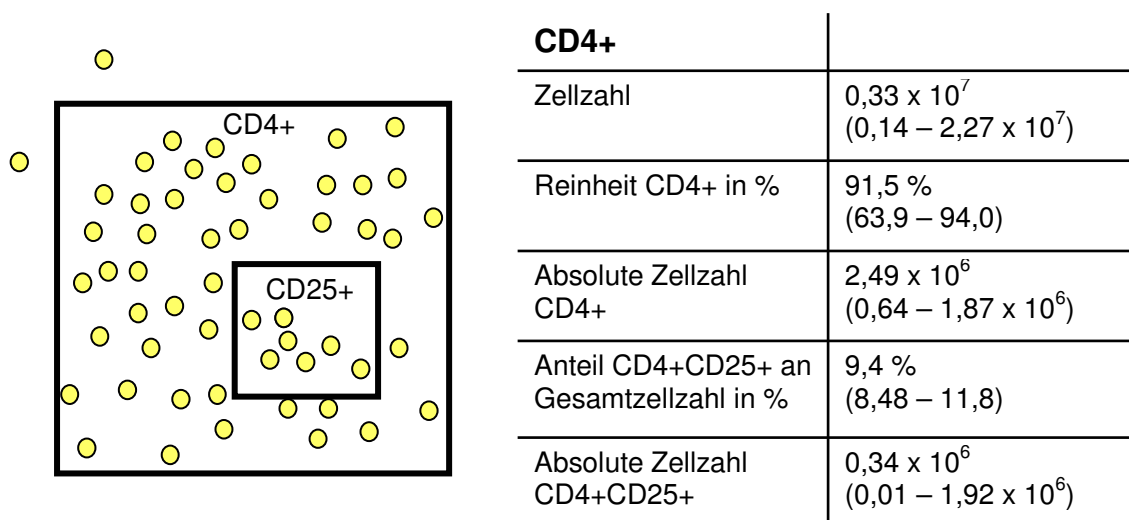 CD4+
CD25+
CD4+
Zellzahl
0,33 x 10⁷
(0,14 – 2,27 x 10⁷)
Reinheit CD4+ in %
91,5 %
(63,9 – 94,0)
Absolute Zellzahl
CD4+
2,49 x 10⁶
(0,64 – 1,87 x 10⁶)
Anteil CD4+CD25+ an
Gesamtzellzahl in %
9,4 %
(8,48 – 11,8)
Absolute Zellzahl
CD4+CD25+
0,34 x 10⁶
(0,01 – 1,92 x 10⁶)